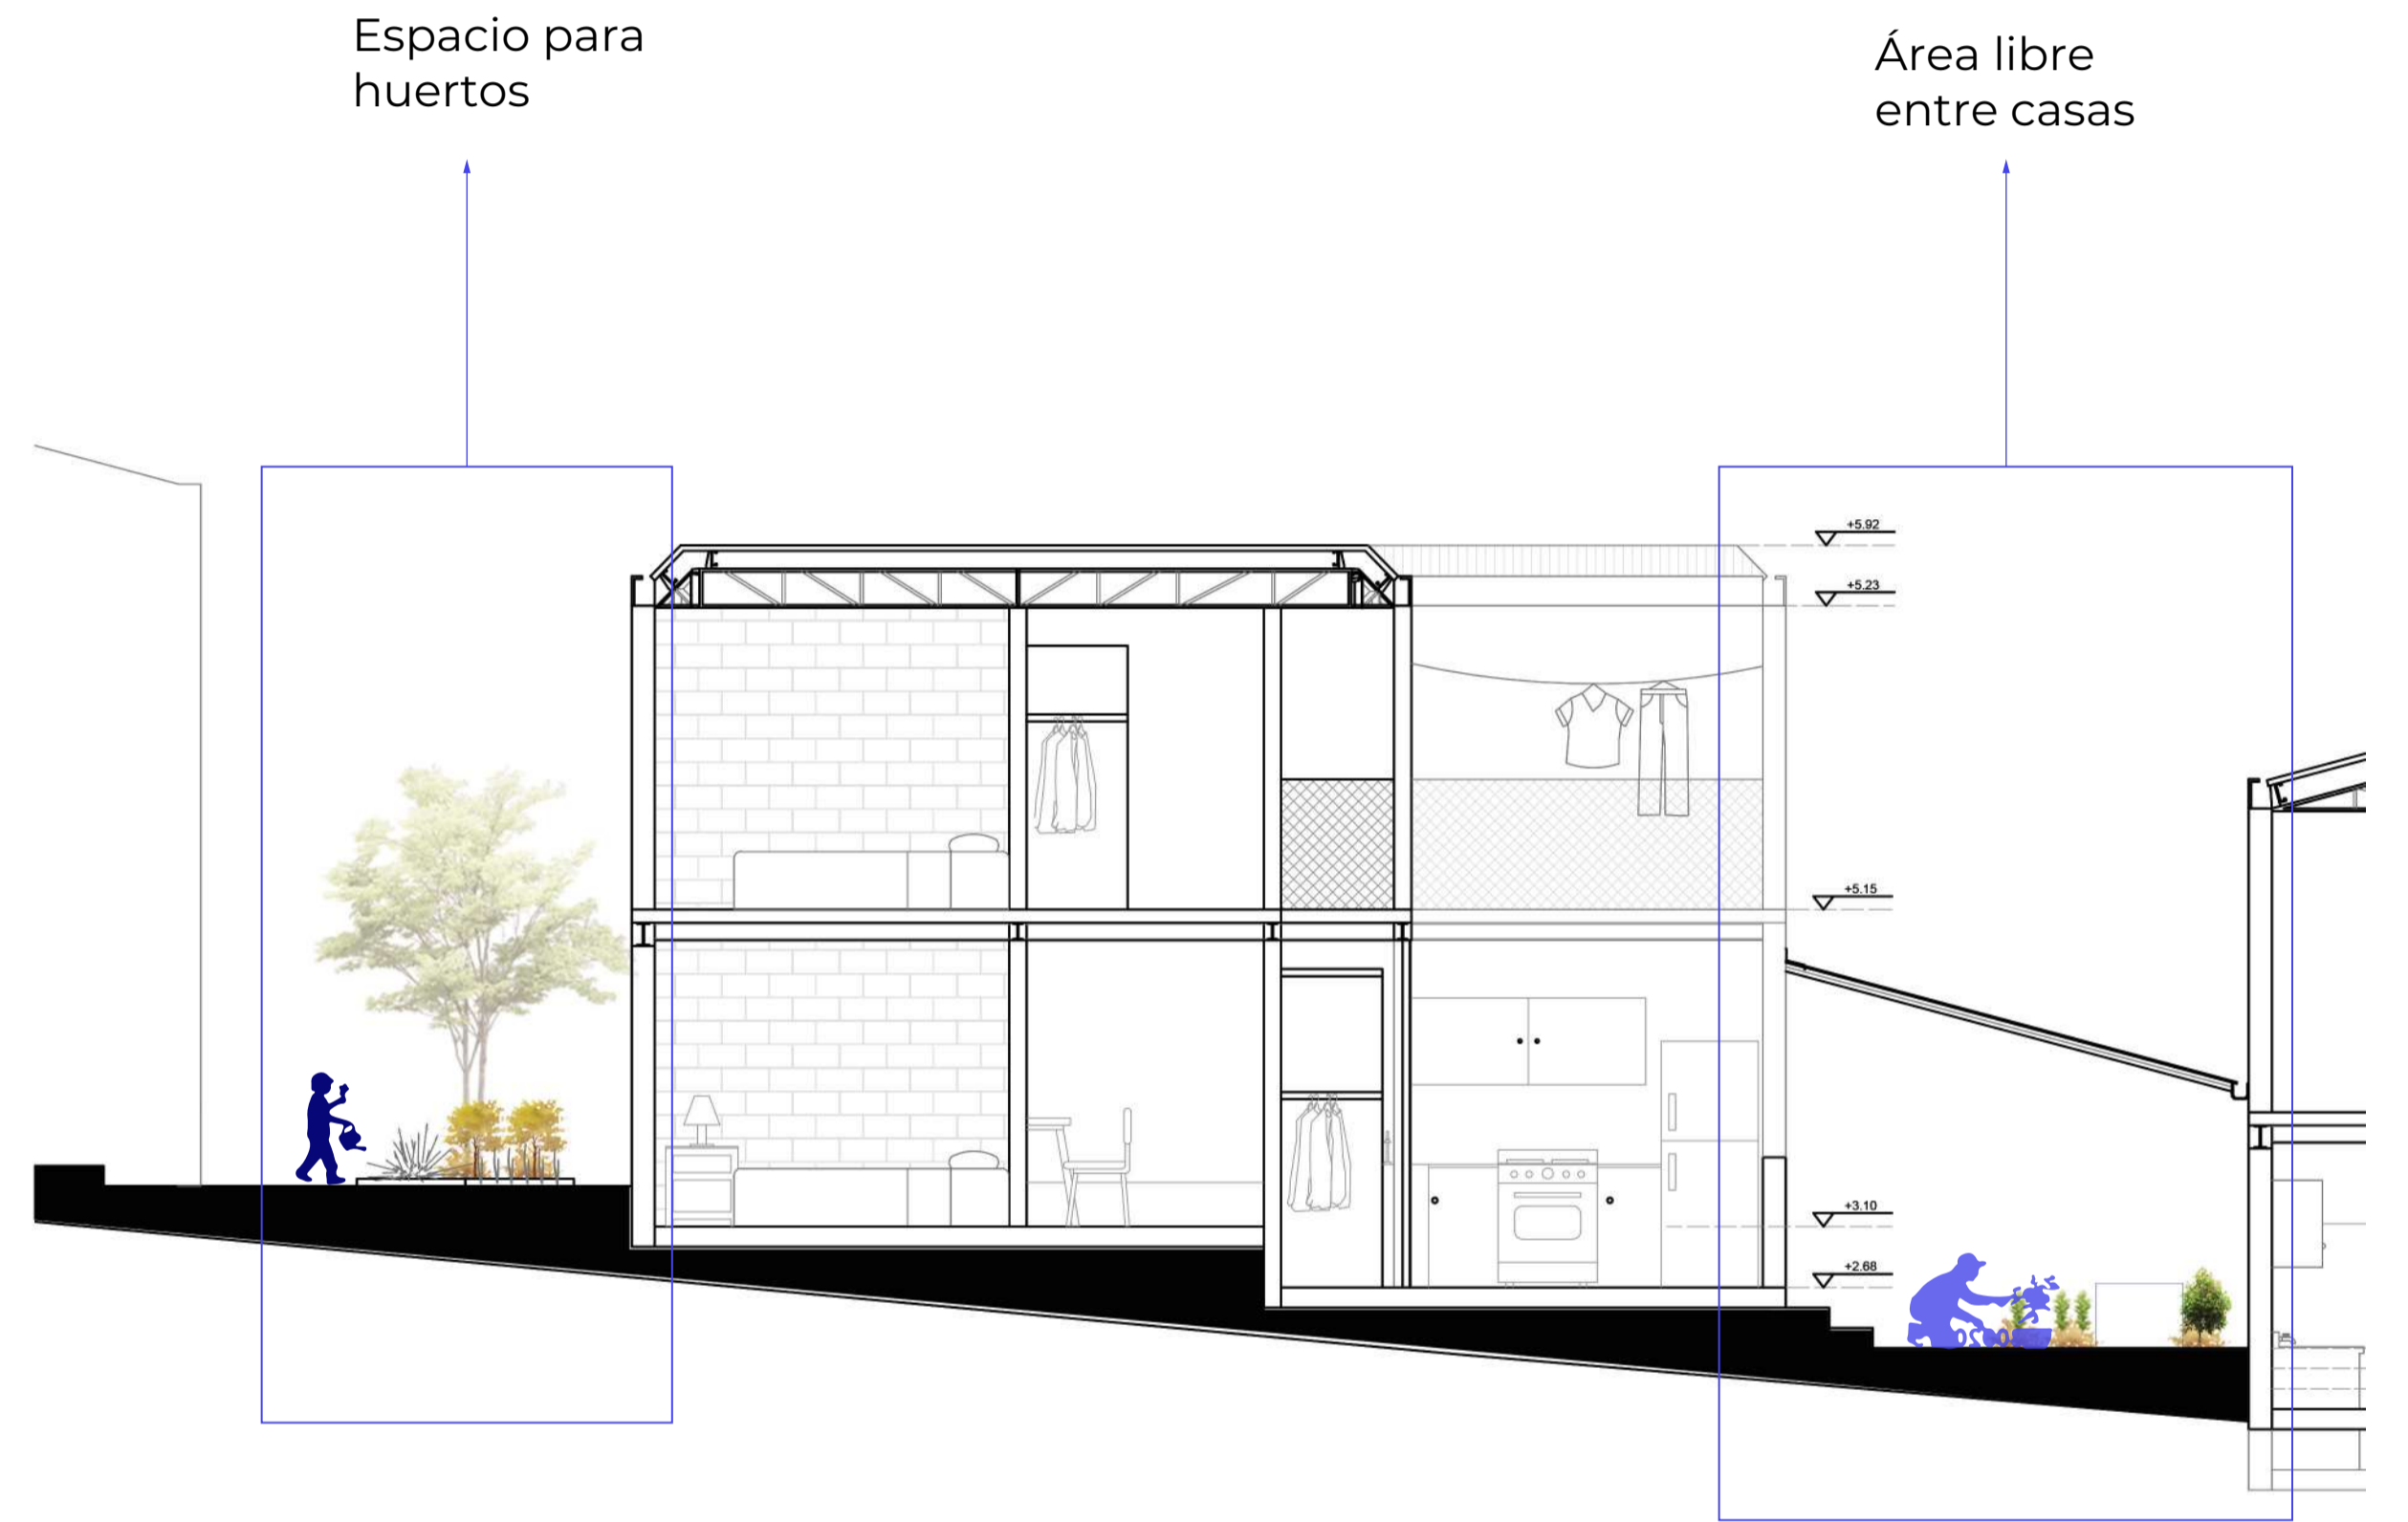 Espacio para
huertos
Área libre
entre casas
+5.92
+5.23
+5.15
+3.10
+2.68